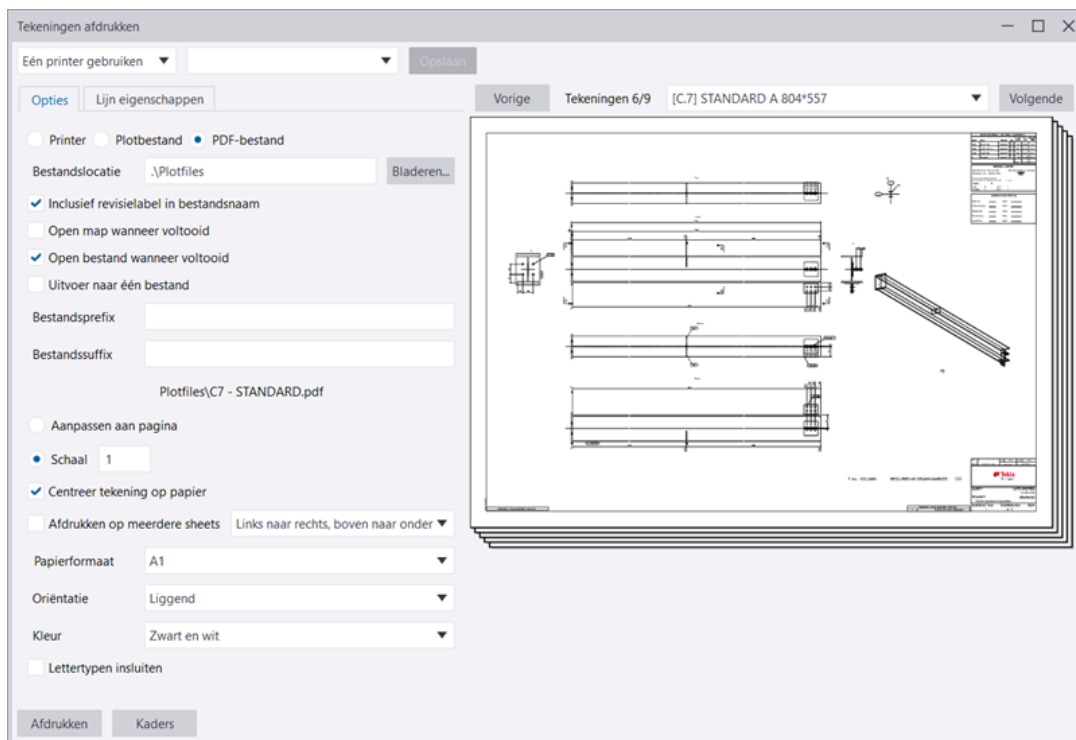 Tekeningen afdrukken
Eén printer gebruiken
Opslaan
Opties
Lijn eigenschappen
Vorige
Tekeningen 6/9
[C.7] STANDARD A 804*557
Volgende
Printer
Plotbestand
PDF-bestand
Bestandslocatie
.\Plotfiles
Bladeren...
Inclusief revisielabel in bestandsnaam
Open map wanneer voltooid
Open bestand wanneer voltooid
Uitvoer naar één bestand
Bestandsprefix
Bestandssuffix
Plotfiles\C7 - STANDARD.pdf
Aanpassen aan pagina
Schaal
1
Centreer tekening op papier
Afdrukken op meerdere sheets
Links naar rechts, boven naar onder
Papierformaat
A1
Oriëntatie
Liggend
Kleur
Zwart en wit
Lettertypen insluiten
Afdrukken
Kaders
Tekla